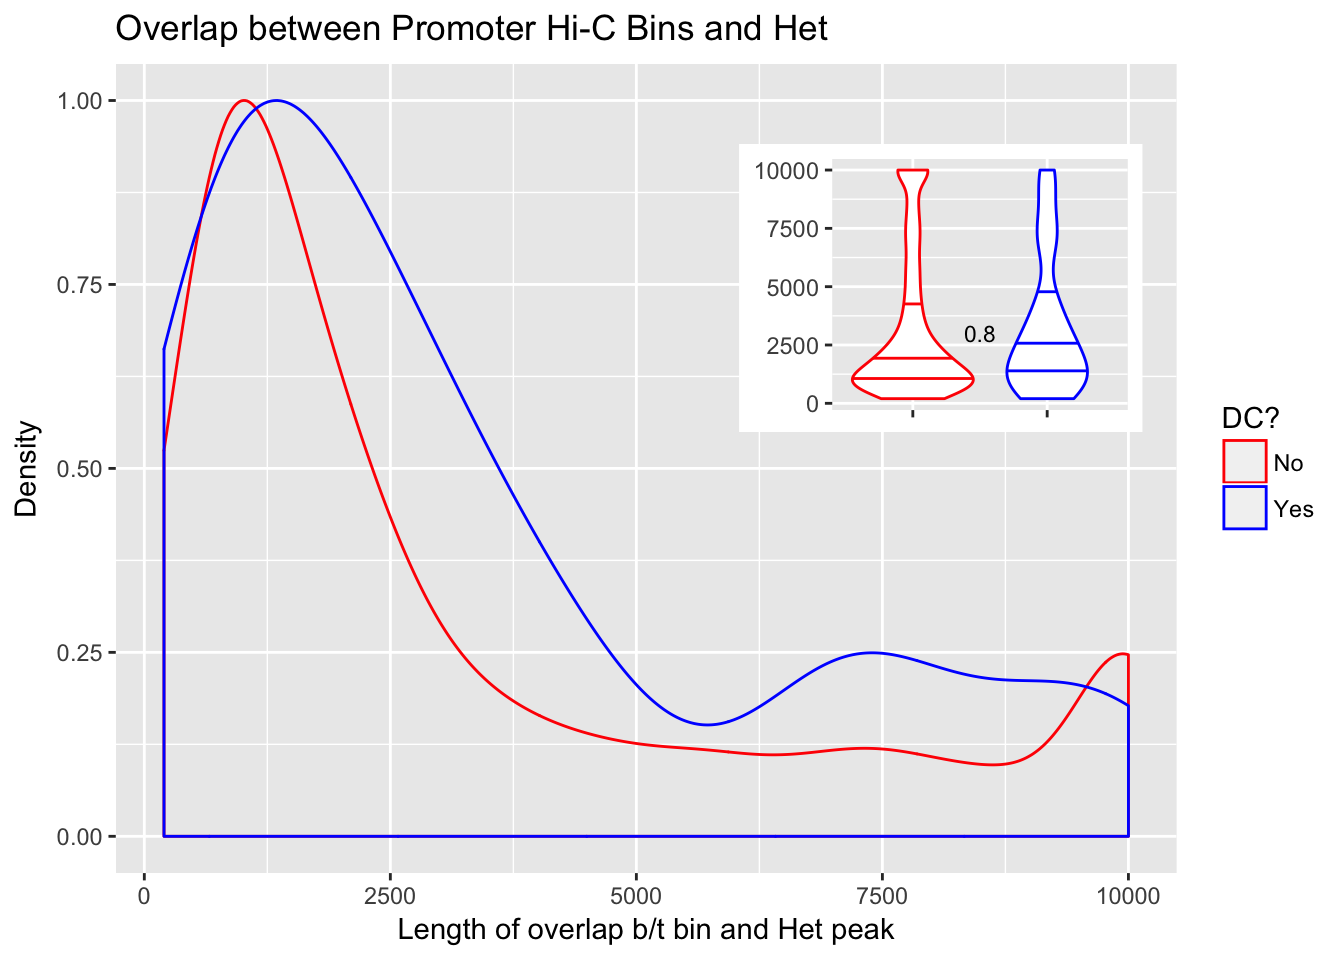 Overlap between Promoter Hi-C Bins and Het
1.00
0.75
0.50
0.25
0.00
Density
0 2500 5000 7500 10000
Length of overlap b/t bin and Het peak
10000
7500
5000
2500
0
0.8
DC?
No
Yes